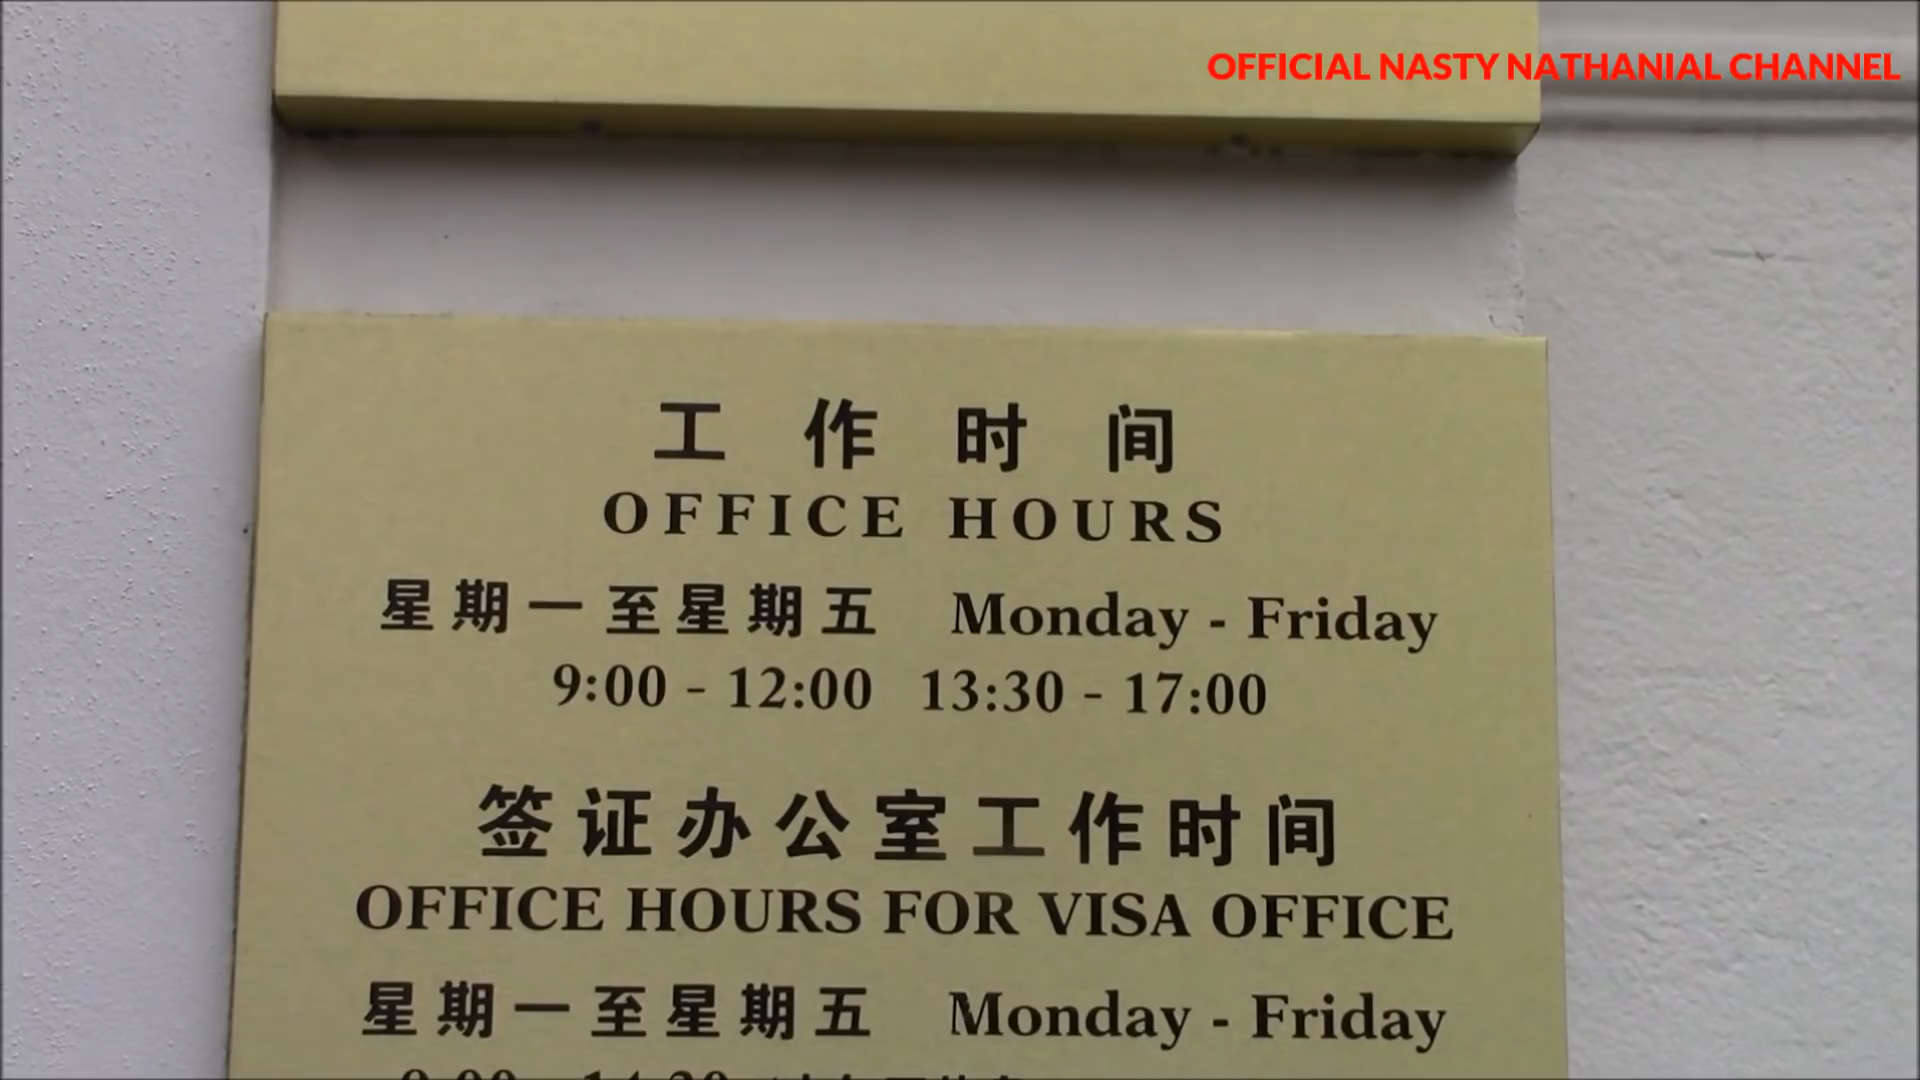 OFFICIAL NASTY NATHANIAL CHANNEL
工作时间
OFFICE HOURS
星期一至星期五 Monday - Friday
9:00 - 12:00 13:30 - 17:00
签证办公室工作时间
OFFICE HOURS FOR VISA OFFICE
星期一至星期五 Monday - Friday